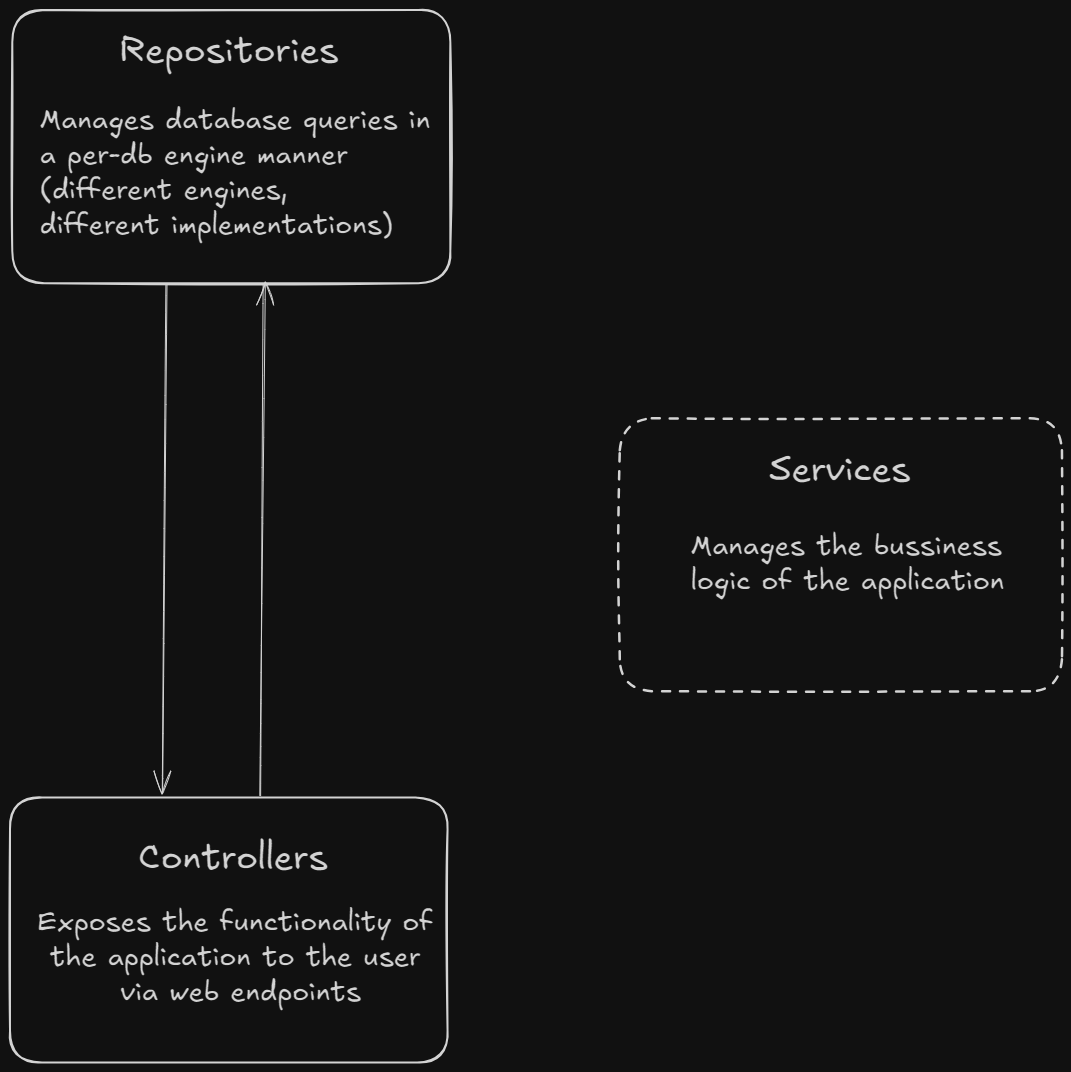 Repositories
Manages database queries in
a per-db engine manner
(different engines,
different implementations)
Services
Manages the bussiness
logic of the application
Controllers
Exposes the functionality of
the application to the user
via web endpoints